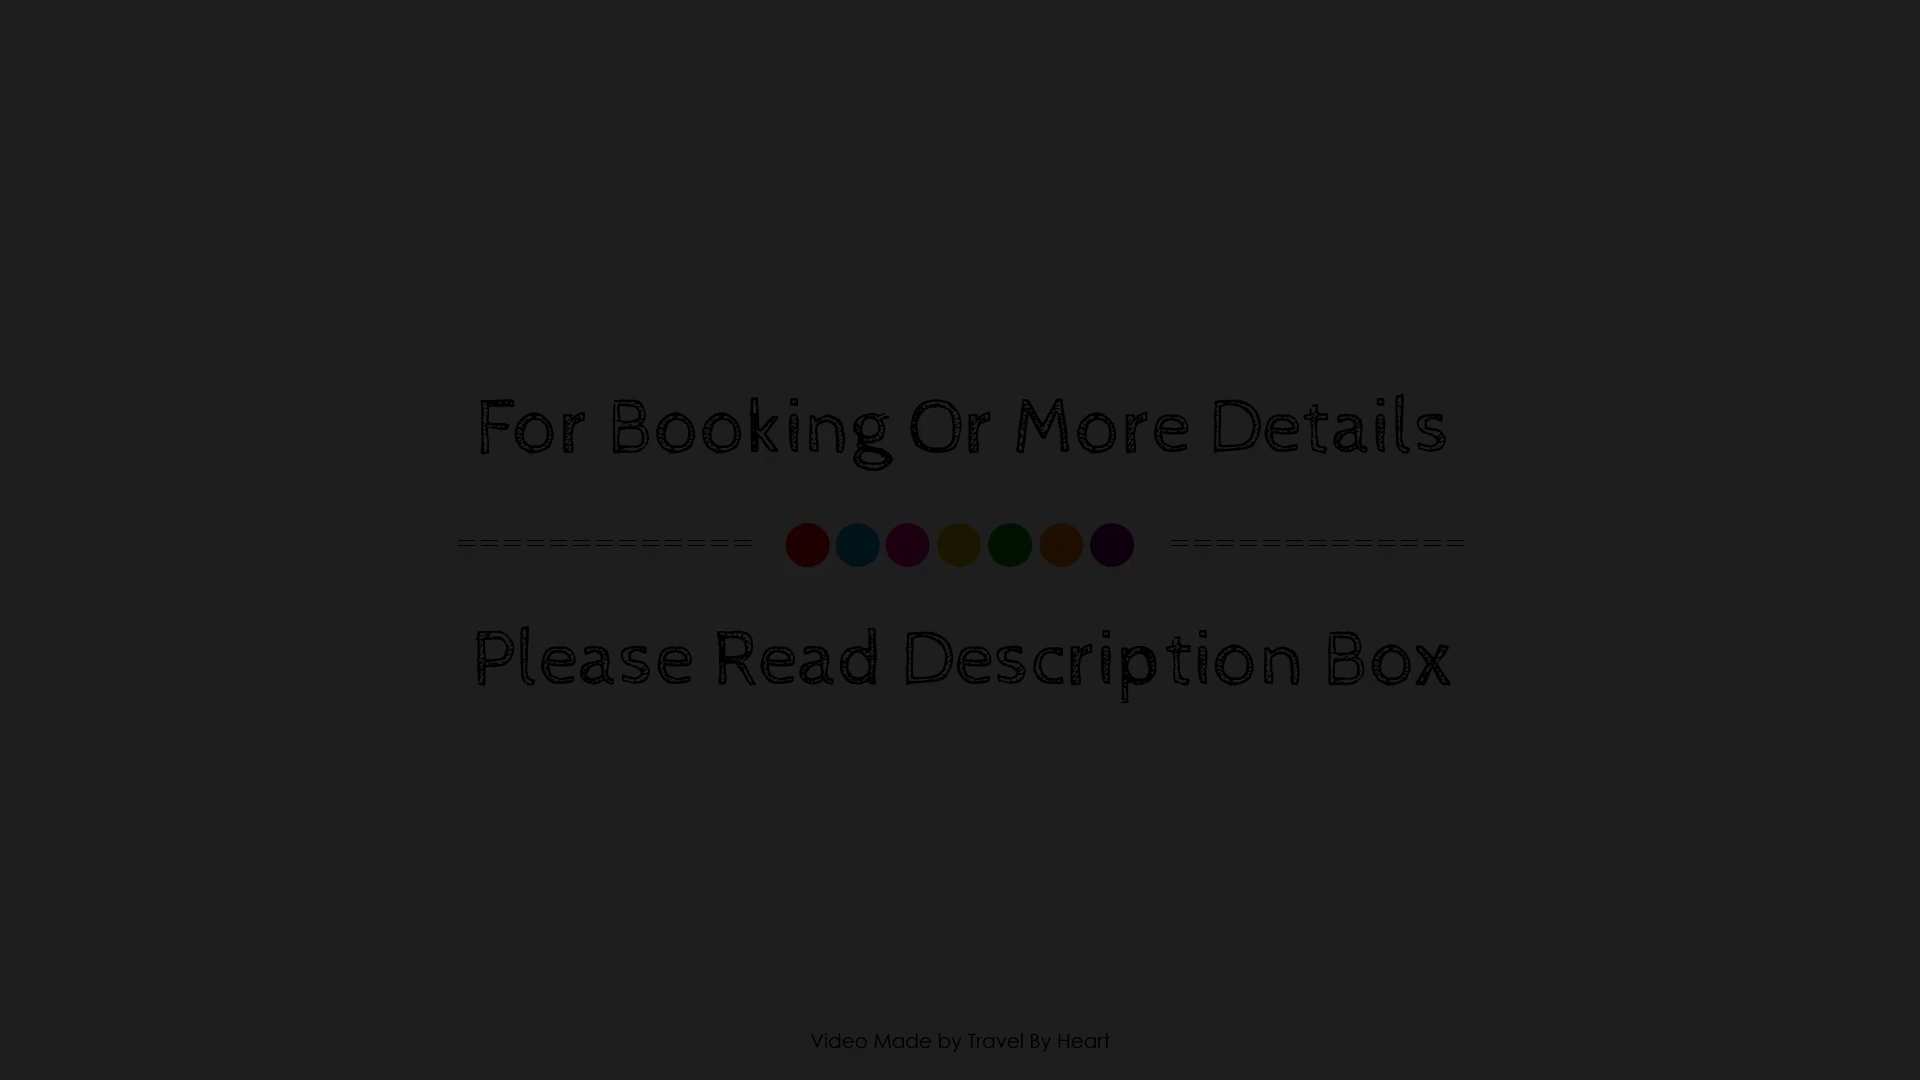 For Booking Or More Details
============= =============
Please Read Description Box
Video Made by Travel By Heart